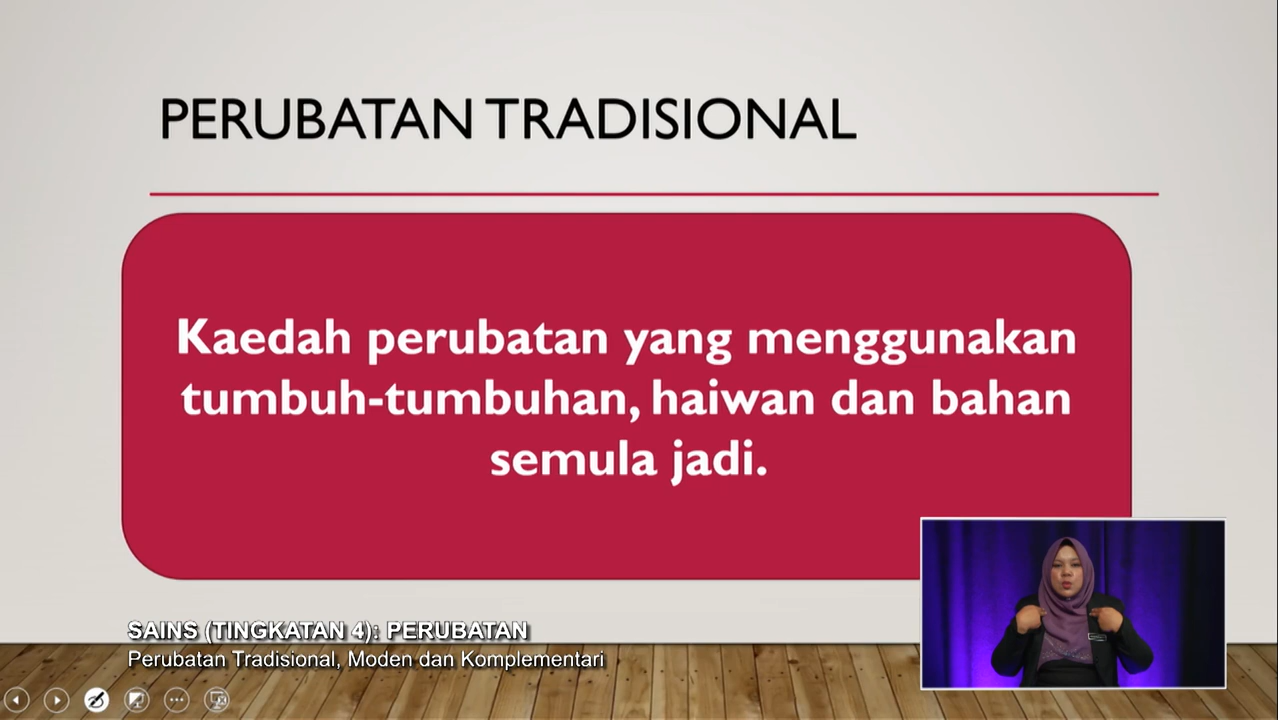 PERUBATAN TRADISIONAL
Kaedah perubatan yang menggunakan
tumbuh-tumbuhan, haiwan dan bahan
semula jadi.
SAINS (TINGKATAN 4): PERUBATAN
Perubatan Tradisional, Moden dan Komplementari